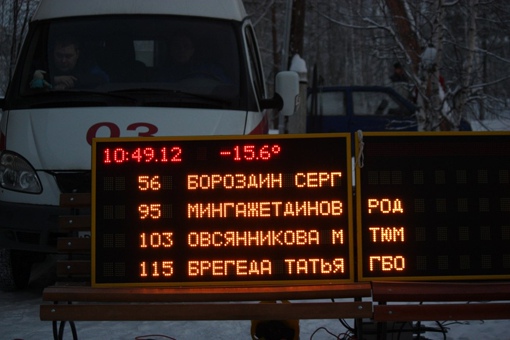 03
10:49.12 -15.6°
56 БОРОЗДИН СЕРГ
95 МИНГАЖЕТДИНОВ РОД
103 ОВСЯННИКОВА М ТЮМ
115 БРЕГЕДА ТАТЬЯ ГБО